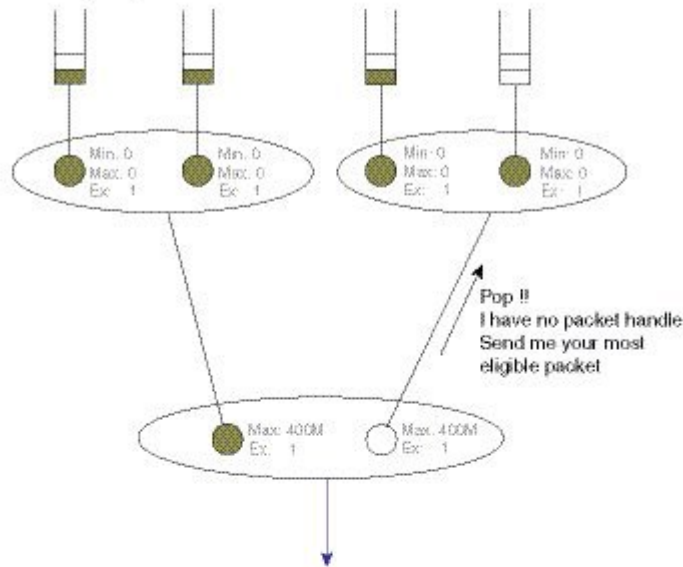 Min. 0
Max. 0
Ex: 1
Min. 0
Max. 0
Ex: 1
Min: 0
Max: 0
Ex: 1
Min: 0
Max: 0
Ex: 1
Pop !!
I have no packet handle
Send me your most
eligible packet
Max: 400M
Ex: 1
Max. 400M
Ex: 1